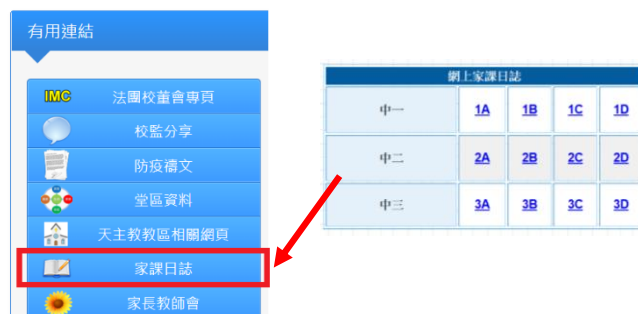 有用連結
IMC 法團校董會專頁
校監分享
防疫禱文
堂區資料
天主教教區相關網頁
家課日誌
家長教師會
網上家課日誌
中一 1A 1B 1C 1D
中二 2A 2B 2C 2D
中三 3A 3B 3C 3D